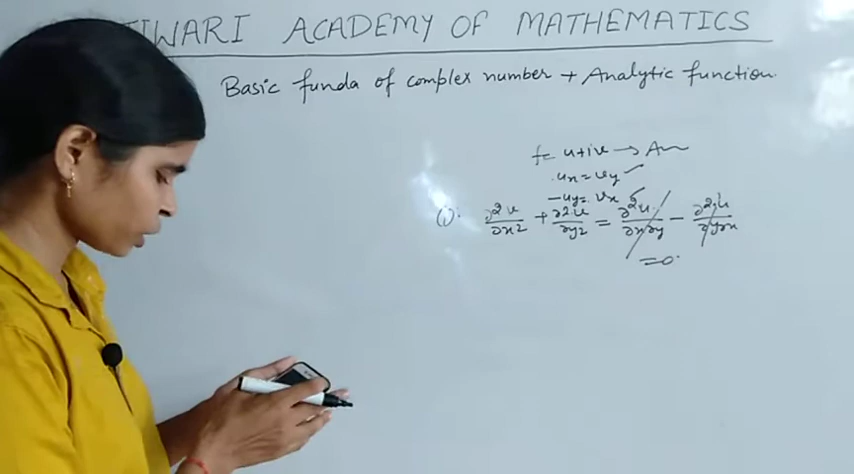 TIWARI ACADEMY OF MATHEMATICS
Basic funda of complex number + Analytic function.
f= u+iv → An
ux = vy ✓
-uy = vx
(i): ∂²u/∂x² + ∂²u/∂y² = ∂²v/∂x∂y - ∂²v/∂y∂x
=0